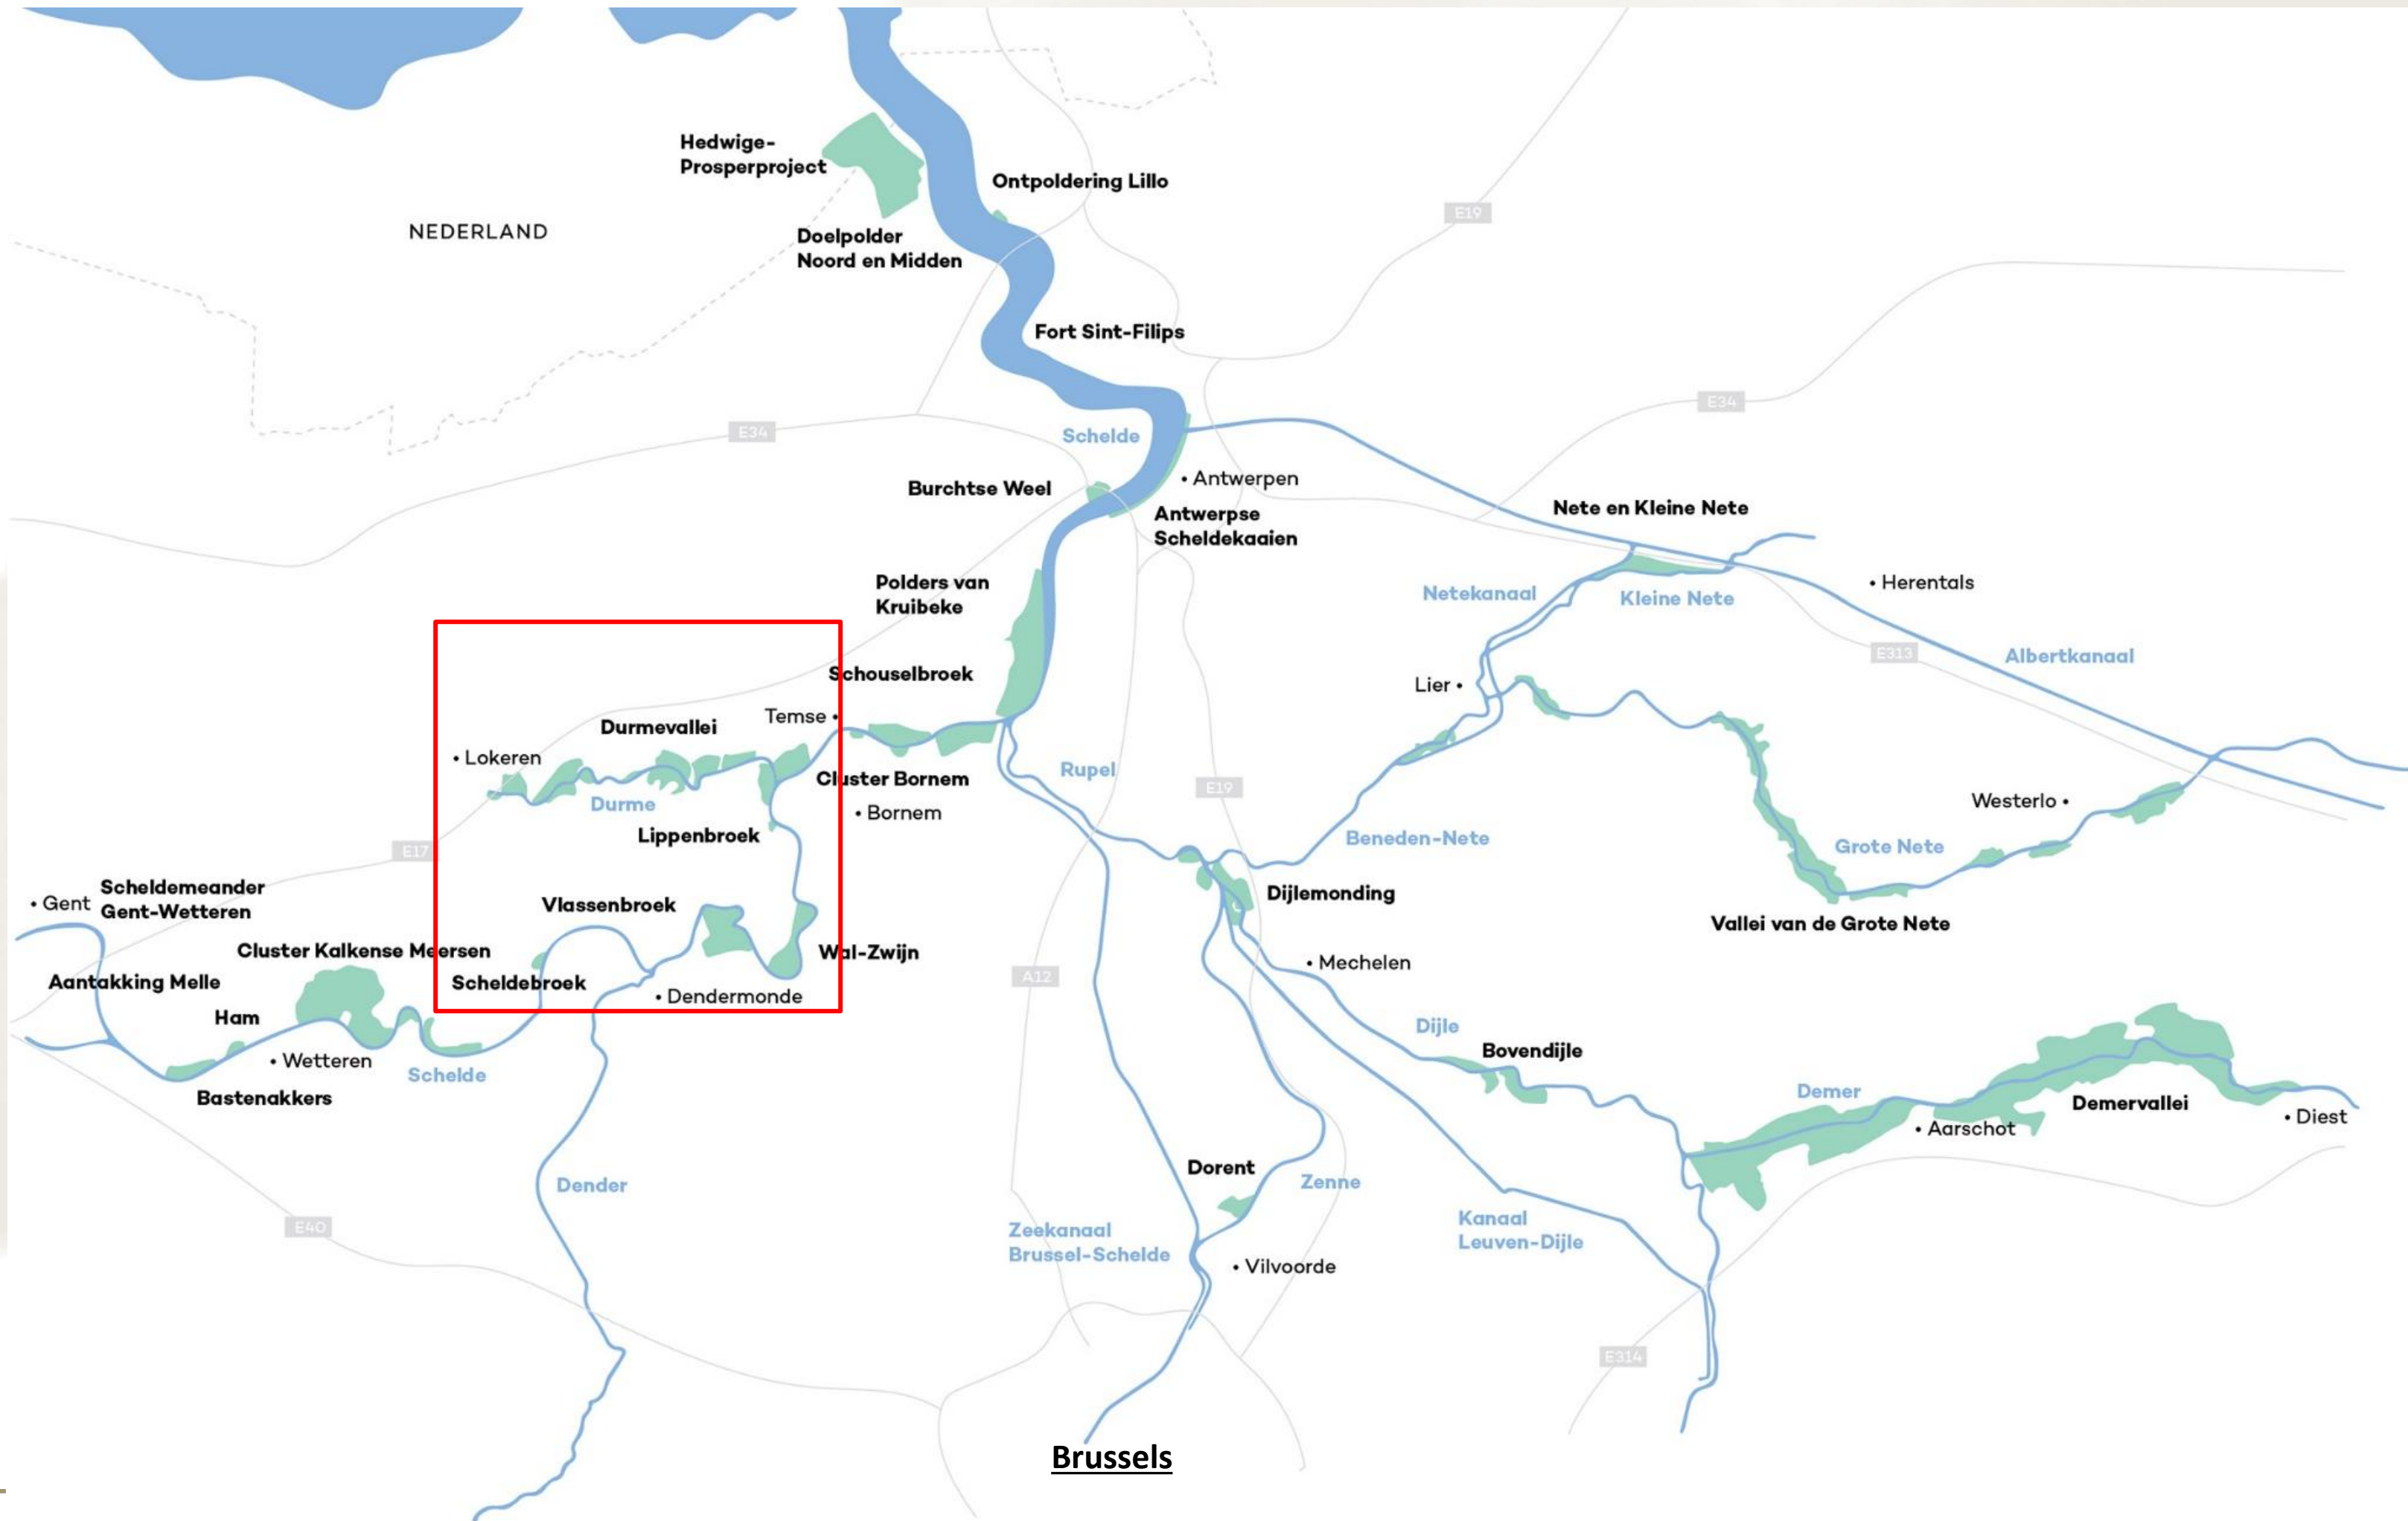 Hedwige-
Prosperproject
Ontpoldering Lillo
NEDERLAND
E19
Doelpolder
Noord en Midden
Fort Sint-Filips
E34
E34
Schelde
Antwerpen
Burchtse Weel
Antwerpse
Scheldekaaien
Nete en Kleine Nete
Polders van
Kruibeke
Netekanaal
Kleine Nete
Herentals
E313
Albertkanaal
Schouselbroek
Lier
Temse
Durmevallei
Lokeren
Durme
Cluster Bornem
Bornem
Rupel
E19
Westerlo
Lippenbroek
Beneden-Nete
Grote Nete
E17
Gent
Scheldemeander
Gent-Wetteren
Vlassenbroek
Dijlemonding
Vallei van de Grote Nete
Cluster Kalkense Meersen
Wal-Zwijn
Mechelen
Aantakking Melle
Scheldebroek
Dendermonde
A12
Ham
Wetteren
Schelde
Dijle
Bovendijle
Bastenakkers
Demer
Demervallei
Aarschot
Diest
Dender
Dorent
Zenne
E40
Zeekanaal
Brussel-Schelde
Kanaal
Leuven-Dijle
Vilvoorde
E314
Brussels